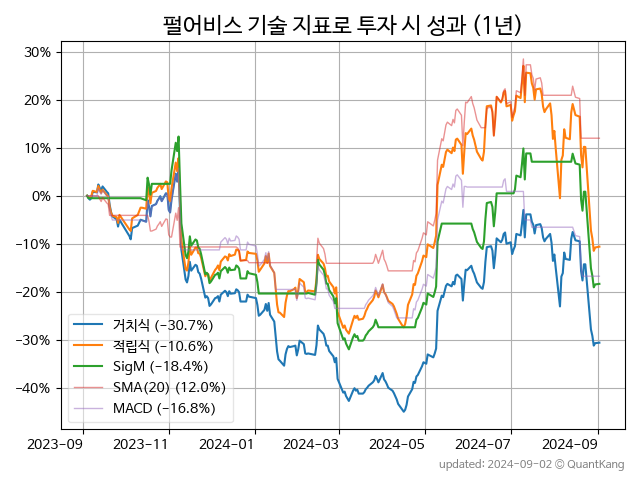 펄어비스 기술 지표로 투자 시 성과 (1년)
30%
20%
10%
0%
−10%
−20%
−30%
−40%
거치식 (−30.7%)
적립식 (−10.6%)
SigM (−18.4%)
SMA(20) (12.0%)
MACD (−16.8%)
2023-09 2023-11 2024-01 2024-03 2024-05 2024-07 2024-09
updated: 2024-09-02 © QuantKang